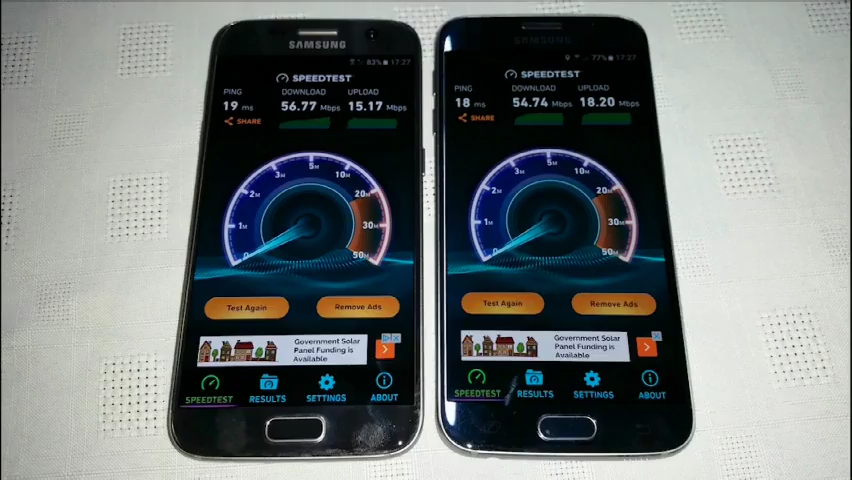 SAMSUNG
83% 17:27
SPEEDTEST
PING
DOWNLOAD
UPLOAD
19 ms
56.77 Mbps
15.17 Mbps
SHARE
5M
3M
10M
2M
20M
1M
30M
0
50M
Test Again
Remove Ads
Government Solar
Panel Funding is
Available
SPEEDTEST
RESULTS
SETTINGS
ABOUT
SAMSUNG
77% 17:27
SPEEDTEST
PING
DOWNLOAD
UPLOAD
18 ms
54.74 Mbps
18.20 Mbps
SHARE
5M
3M
10M
2M
20M
1M
30M
0
50M
Test Again
Remove Ads
Government Solar
Panel Funding is
Available
SPEEDTEST
RESULTS
SETTINGS
ABOUT